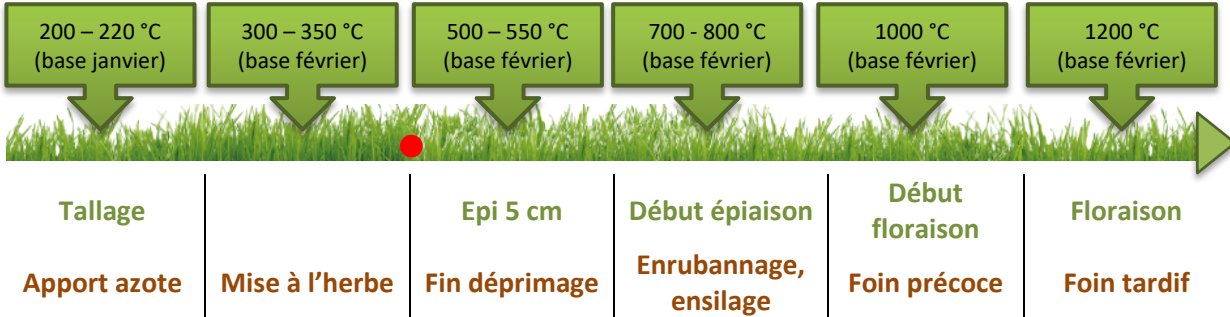 200 – 220 °C
(base janvier)
300 – 350 °C
(base février)
500 – 550 °C
(base février)
700 - 800 °C
(base février)
1000 °C
(base février)
1200 °C
(base février)
Tallage
Epi 5 cm
Début épiaison
Début
floraison
Floraison
Apport azote
Mise à l’herbe
Fin déprimage
Enrubannage,
ensilage
Foin précoce
Foin tardif